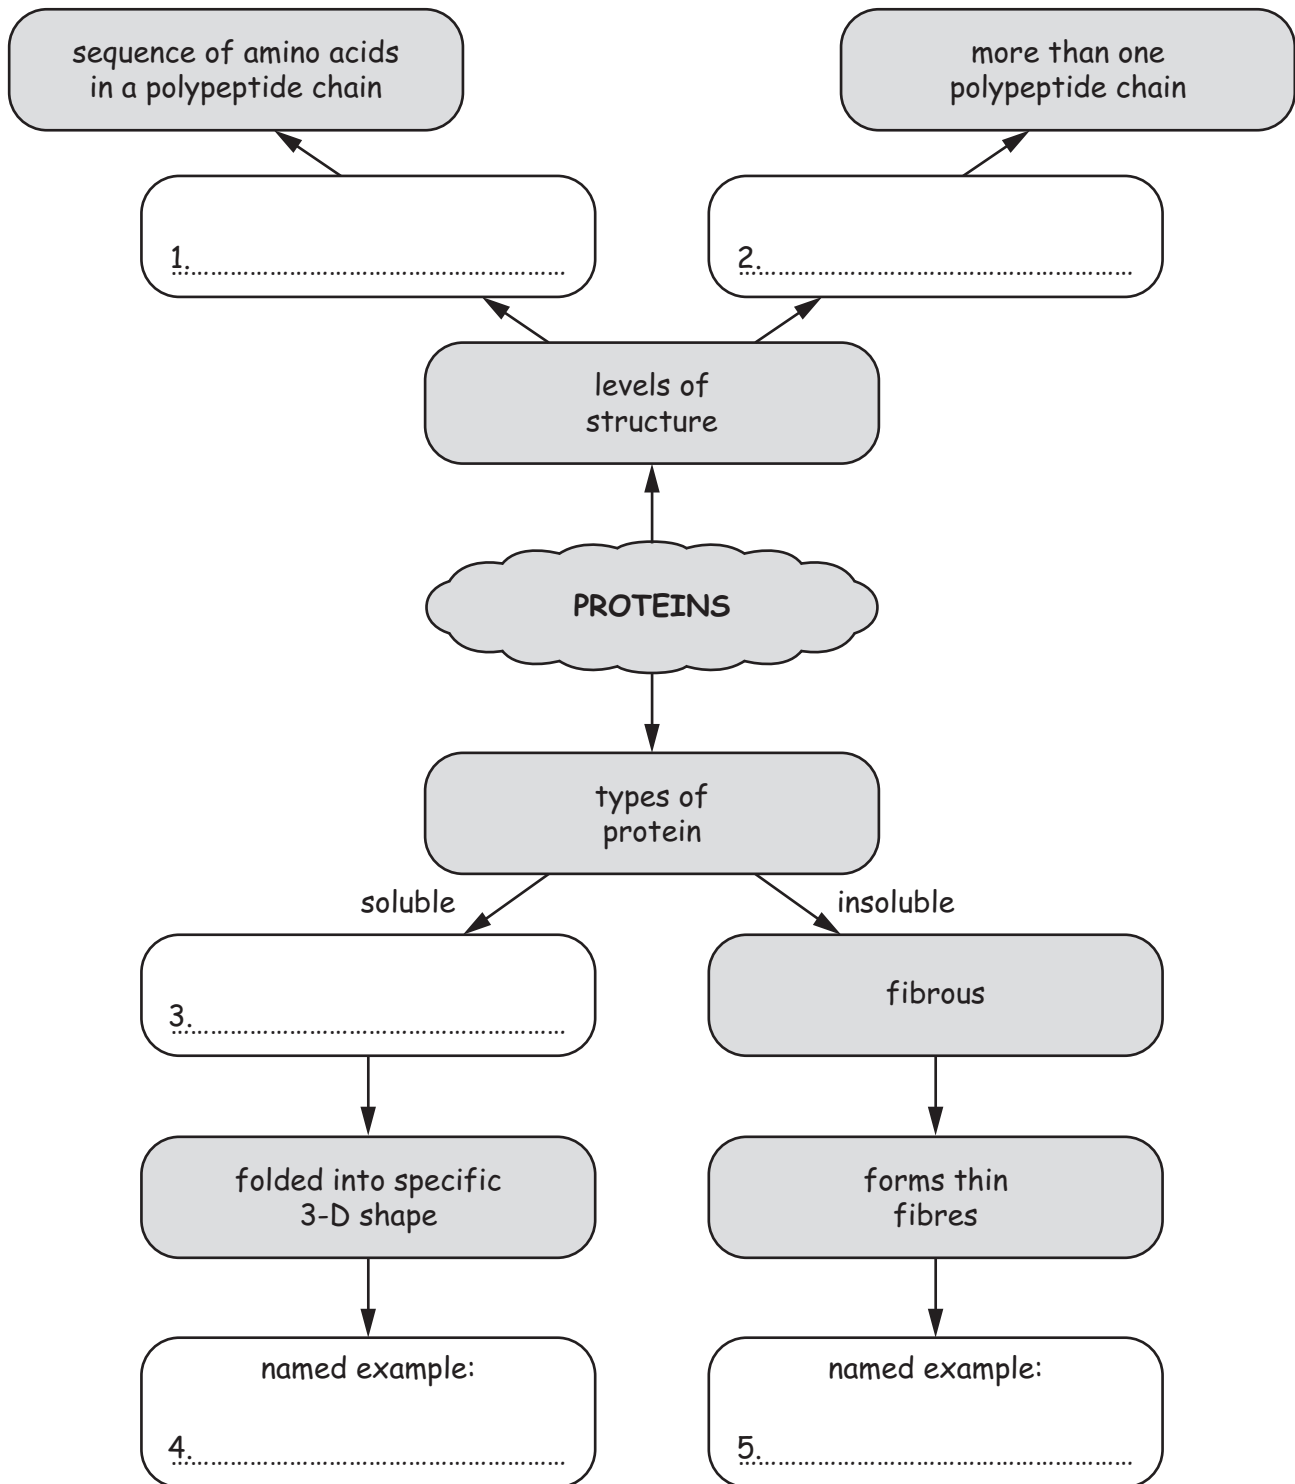 sequence of amino acids
in a polypeptide chain
more than one
polypeptide chain
1.......................................................
2.......................................................
levels of
structure
PROTEINS
types of
protein
soluble
insoluble
3.......................................................
fibrous
folded into specific
3-D shape
forms thin
fibres
named example:
4.......................................................
named example:
5.......................................................